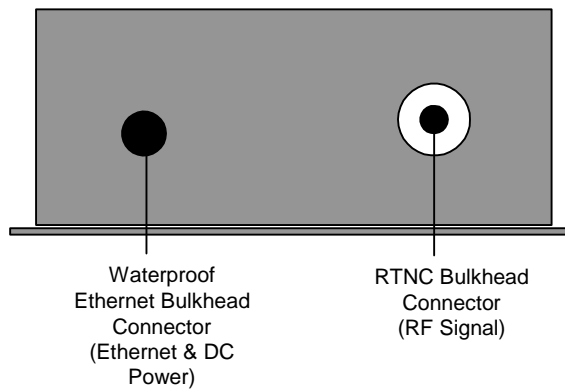 Waterproof
Ethernet Bulkhead
Connector
(Ethernet & DC
Power)
RTNC Bulkhead
Connector
(RF Signal)